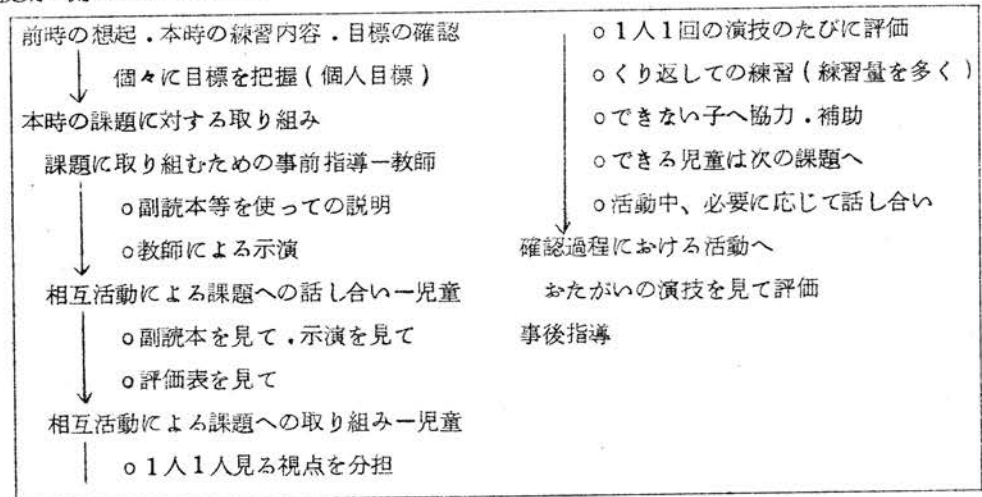 前時の想起．本時の練習内容．目標の確認
個々に目標を把握（個人目標）
本時の課題に対する取り組み
課題に取り組むための事前指導ー教師
○副読本等を使っての説明
○教師による示演
相互活動による課題への話し合いー児童
○副読本を見て．示演を見て
○評価表を見て
相互活動による課題への取り組みー児童
○1人1人見る視点を分担
○1人1回の演技のたびに評価
○くり返しての練習（練習量を多く）
○できない子へ協力．補助
○できる児童は次の課題へ
○活動中、必要に応じて話し合い
確認過程における活動へ
おたがいの演技を見て評価
事後指導